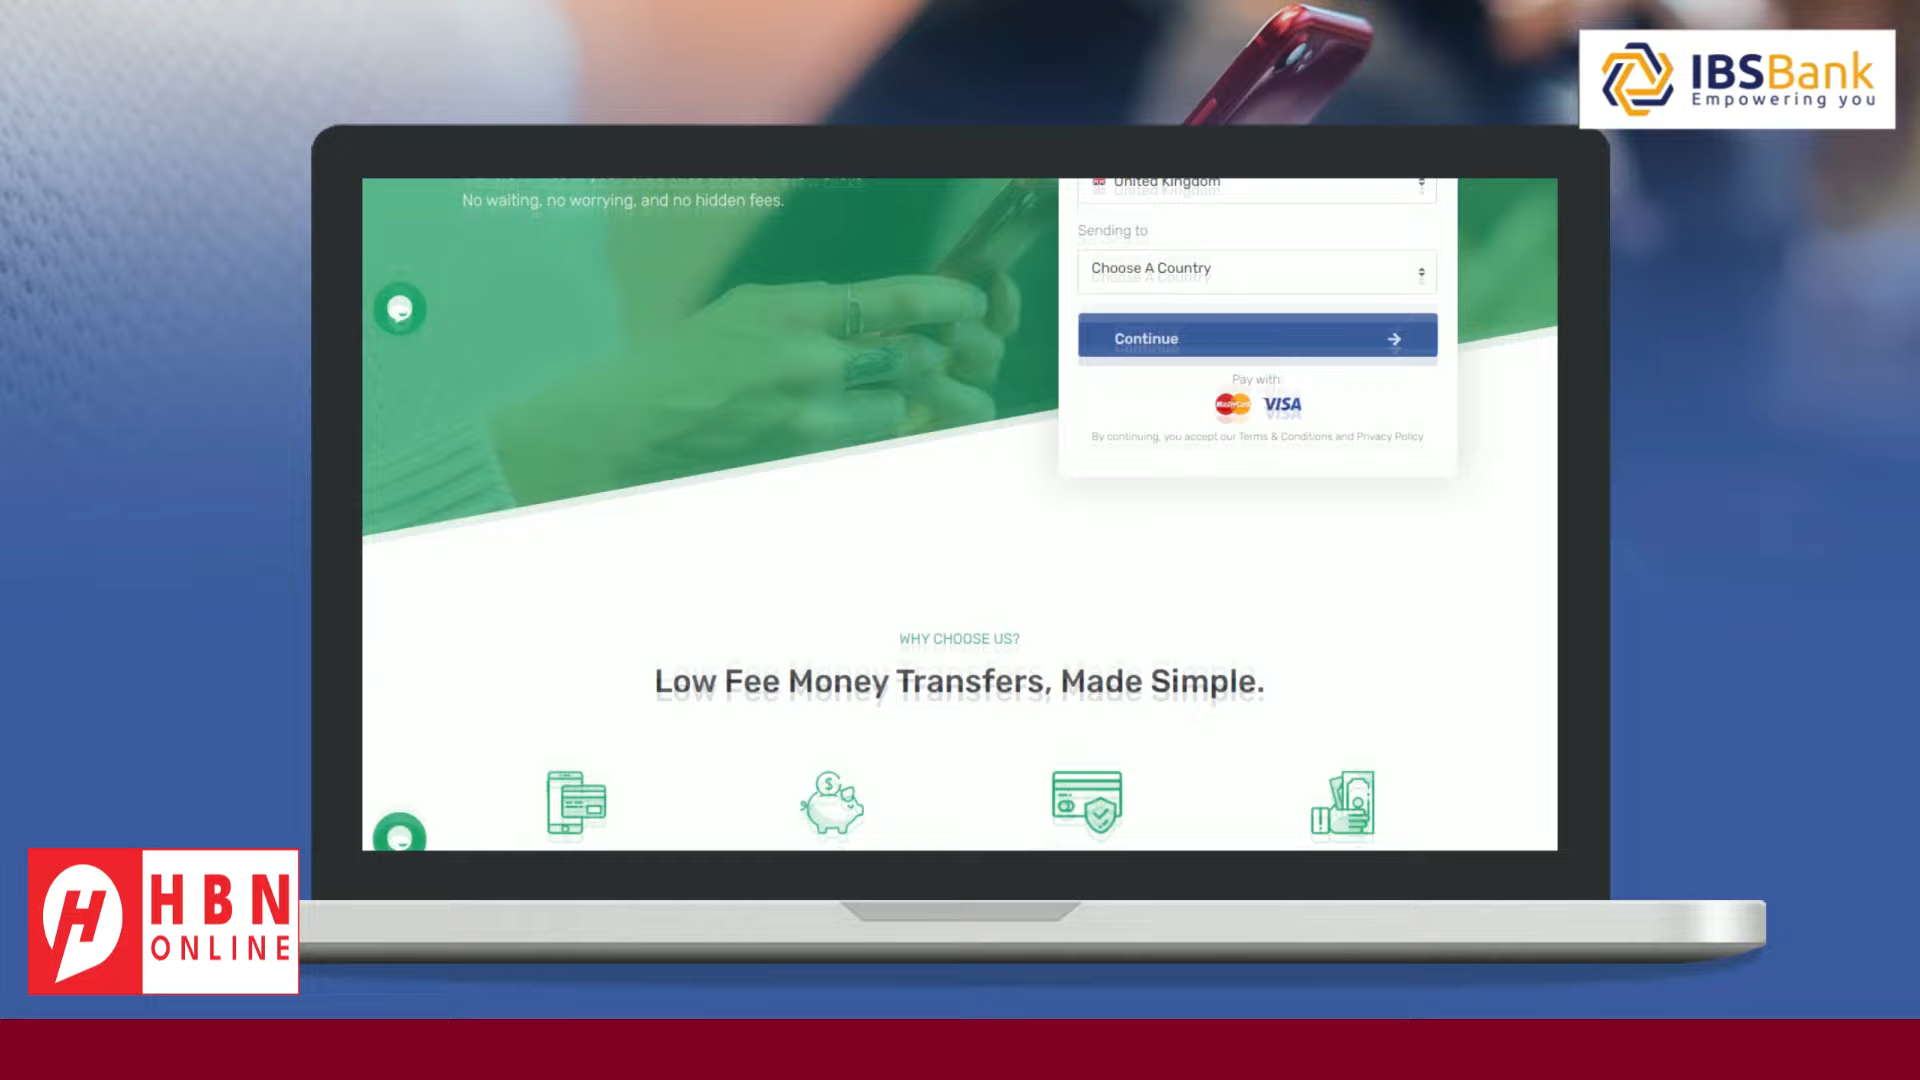 IBSBank
Empowering you
No waiting, no worrying, and no hidden fees.
United Kingdom
Sending to
Choose A Country
Continue
Pay with
MasterCard VISA
By continuing, you accept our Terms & Conditions and Privacy Policy
WHY CHOOSE US?
Low Fee Money Transfers, Made Simple.
HBN
ONLINE